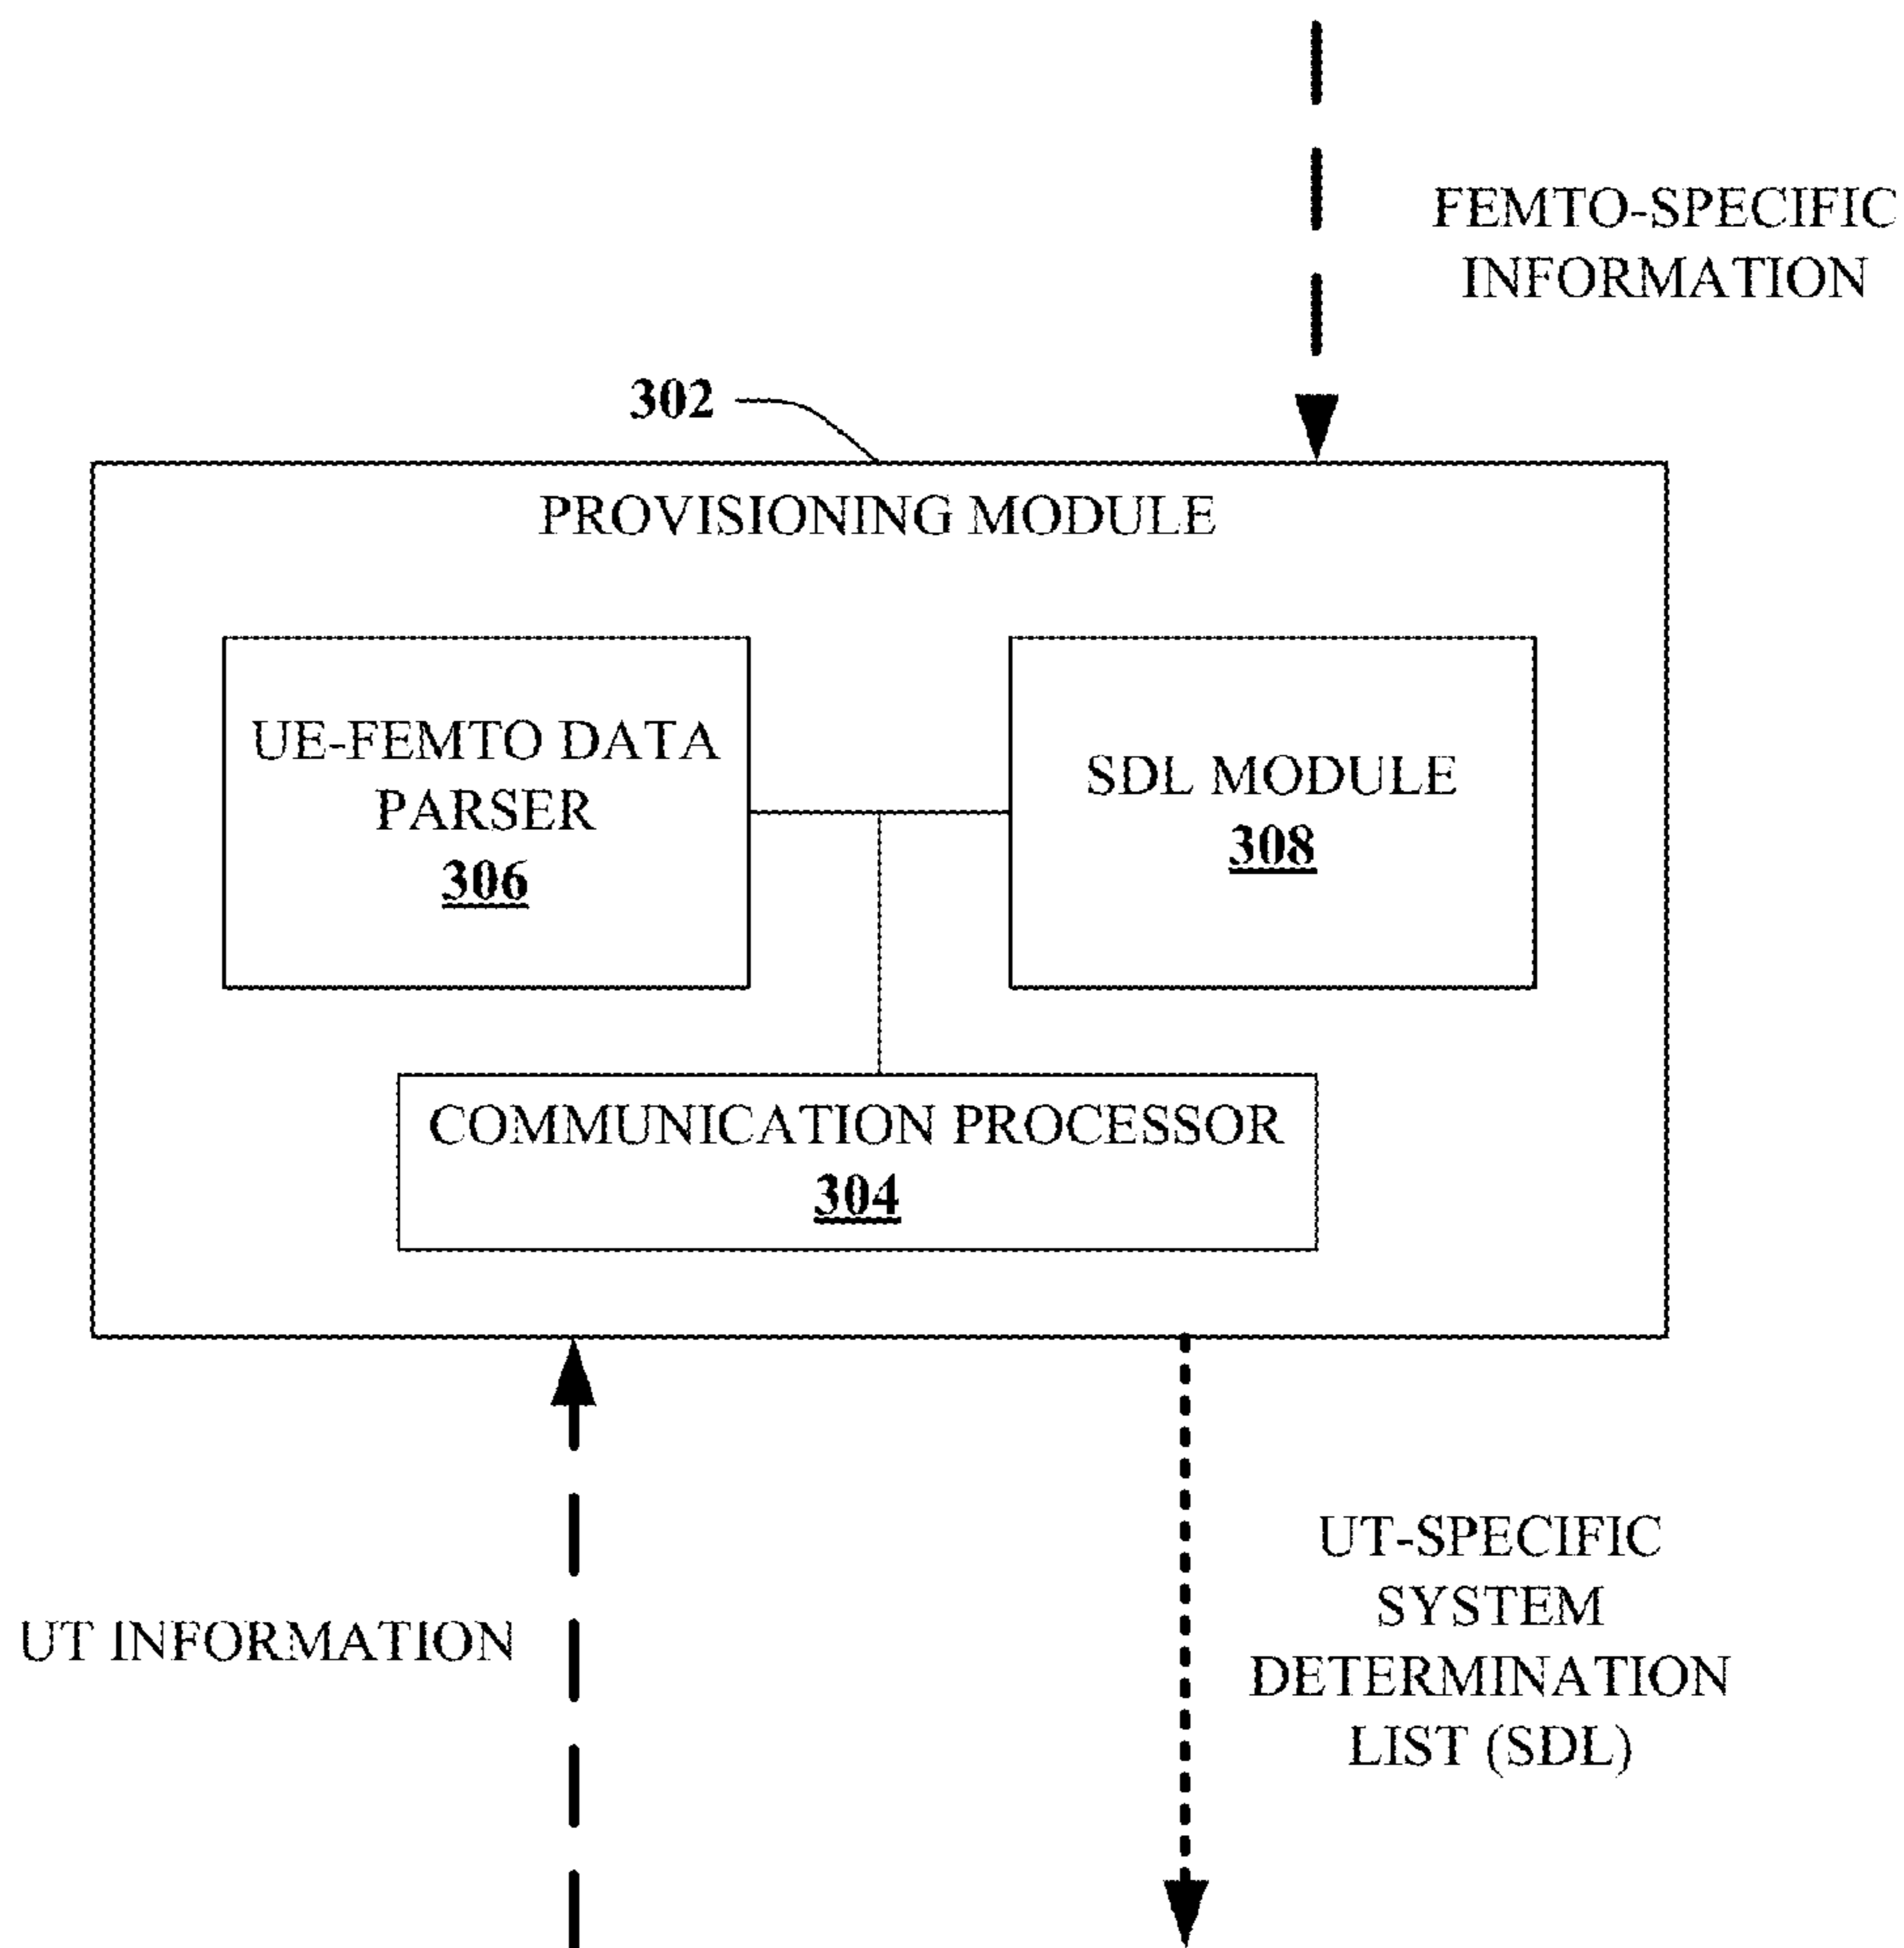 FEMTO-SPECIFIC
INFORMATION
302
PROVISIONING MODULE
UE-FEMTO DATA
PARSER
306
SDL MODULE
308
COMMUNICATION PROCESSOR
304
UT INFORMATION
UT-SPECIFIC
SYSTEM
DETERMINATION
LIST (SDL)